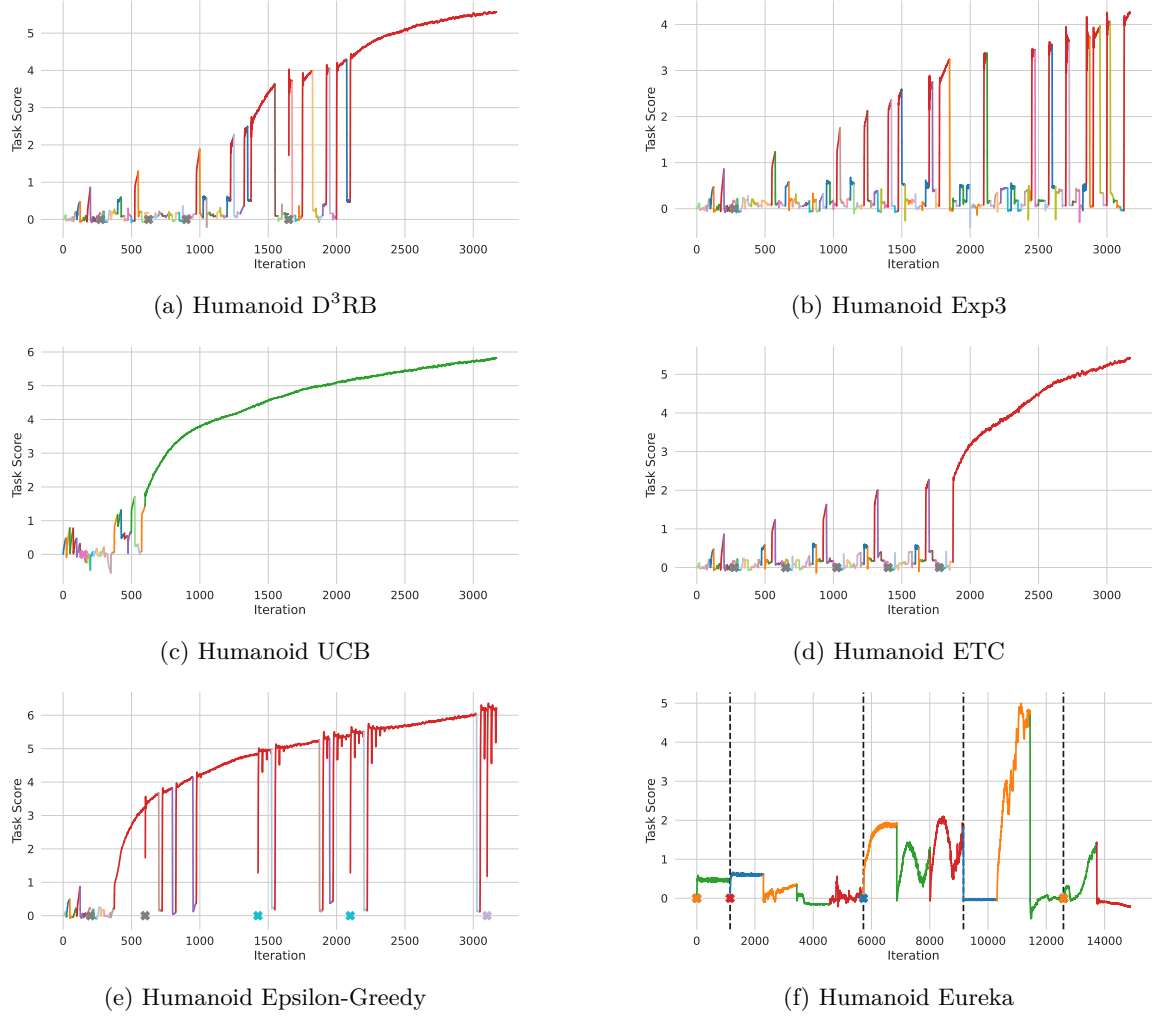 5
4
3
2
1
0
Task Score
0 500 1000 1500 2000 2500 3000
Iteration
(a) Humanoid D³RB
4
3
2
1
0
Task Score
0 500 1000 1500 2000 2500 3000
Iteration
(b) Humanoid Exp3
6
5
4
3
2
1
0
Task Score
0 500 1000 1500 2000 2500 3000
Iteration
(c) Humanoid UCB
5
4
3
2
1
0
Task Score
0 500 1000 1500 2000 2500 3000
Iteration
(d) Humanoid ETC
6
5
4
3
2
1
0
Task Score
0 500 1000 1500 2000 2500 3000
Iteration
(e) Humanoid Epsilon-Greedy
5
4
3
2
1
0
Task Score
0 2000 4000 6000 8000 10000 12000 14000
Iteration
(f) Humanoid Eureka